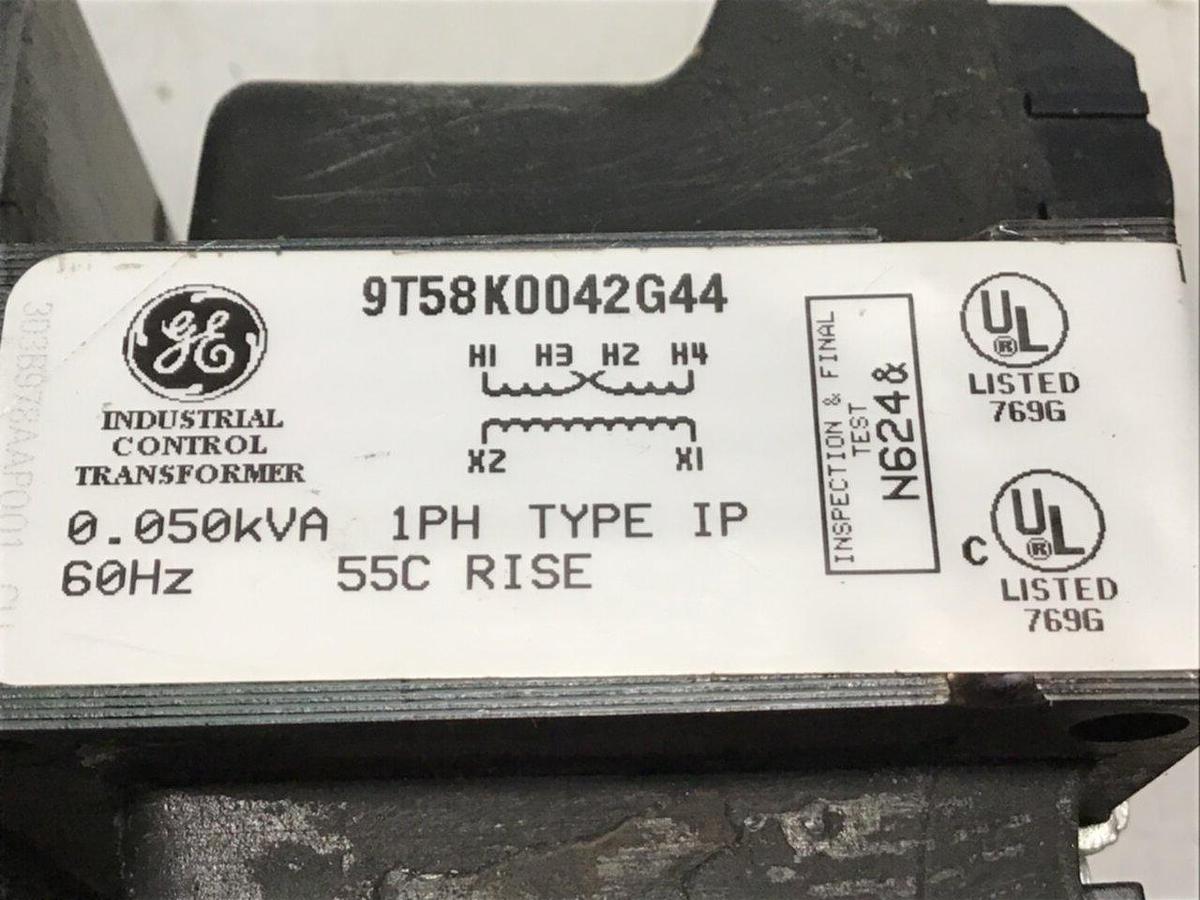 9T58K0042G44
GE
INDUSTRIAL
CONTROL
TRANSFORMER
H1 H3 H2 H4
X2 X1
0.050kVA 1PH TYPE IP
60Hz 55C RISE
INSPECTION & FINAL
TEST
N624&
UL
®
LISTED
769G
C
UL
®
LISTED
769G